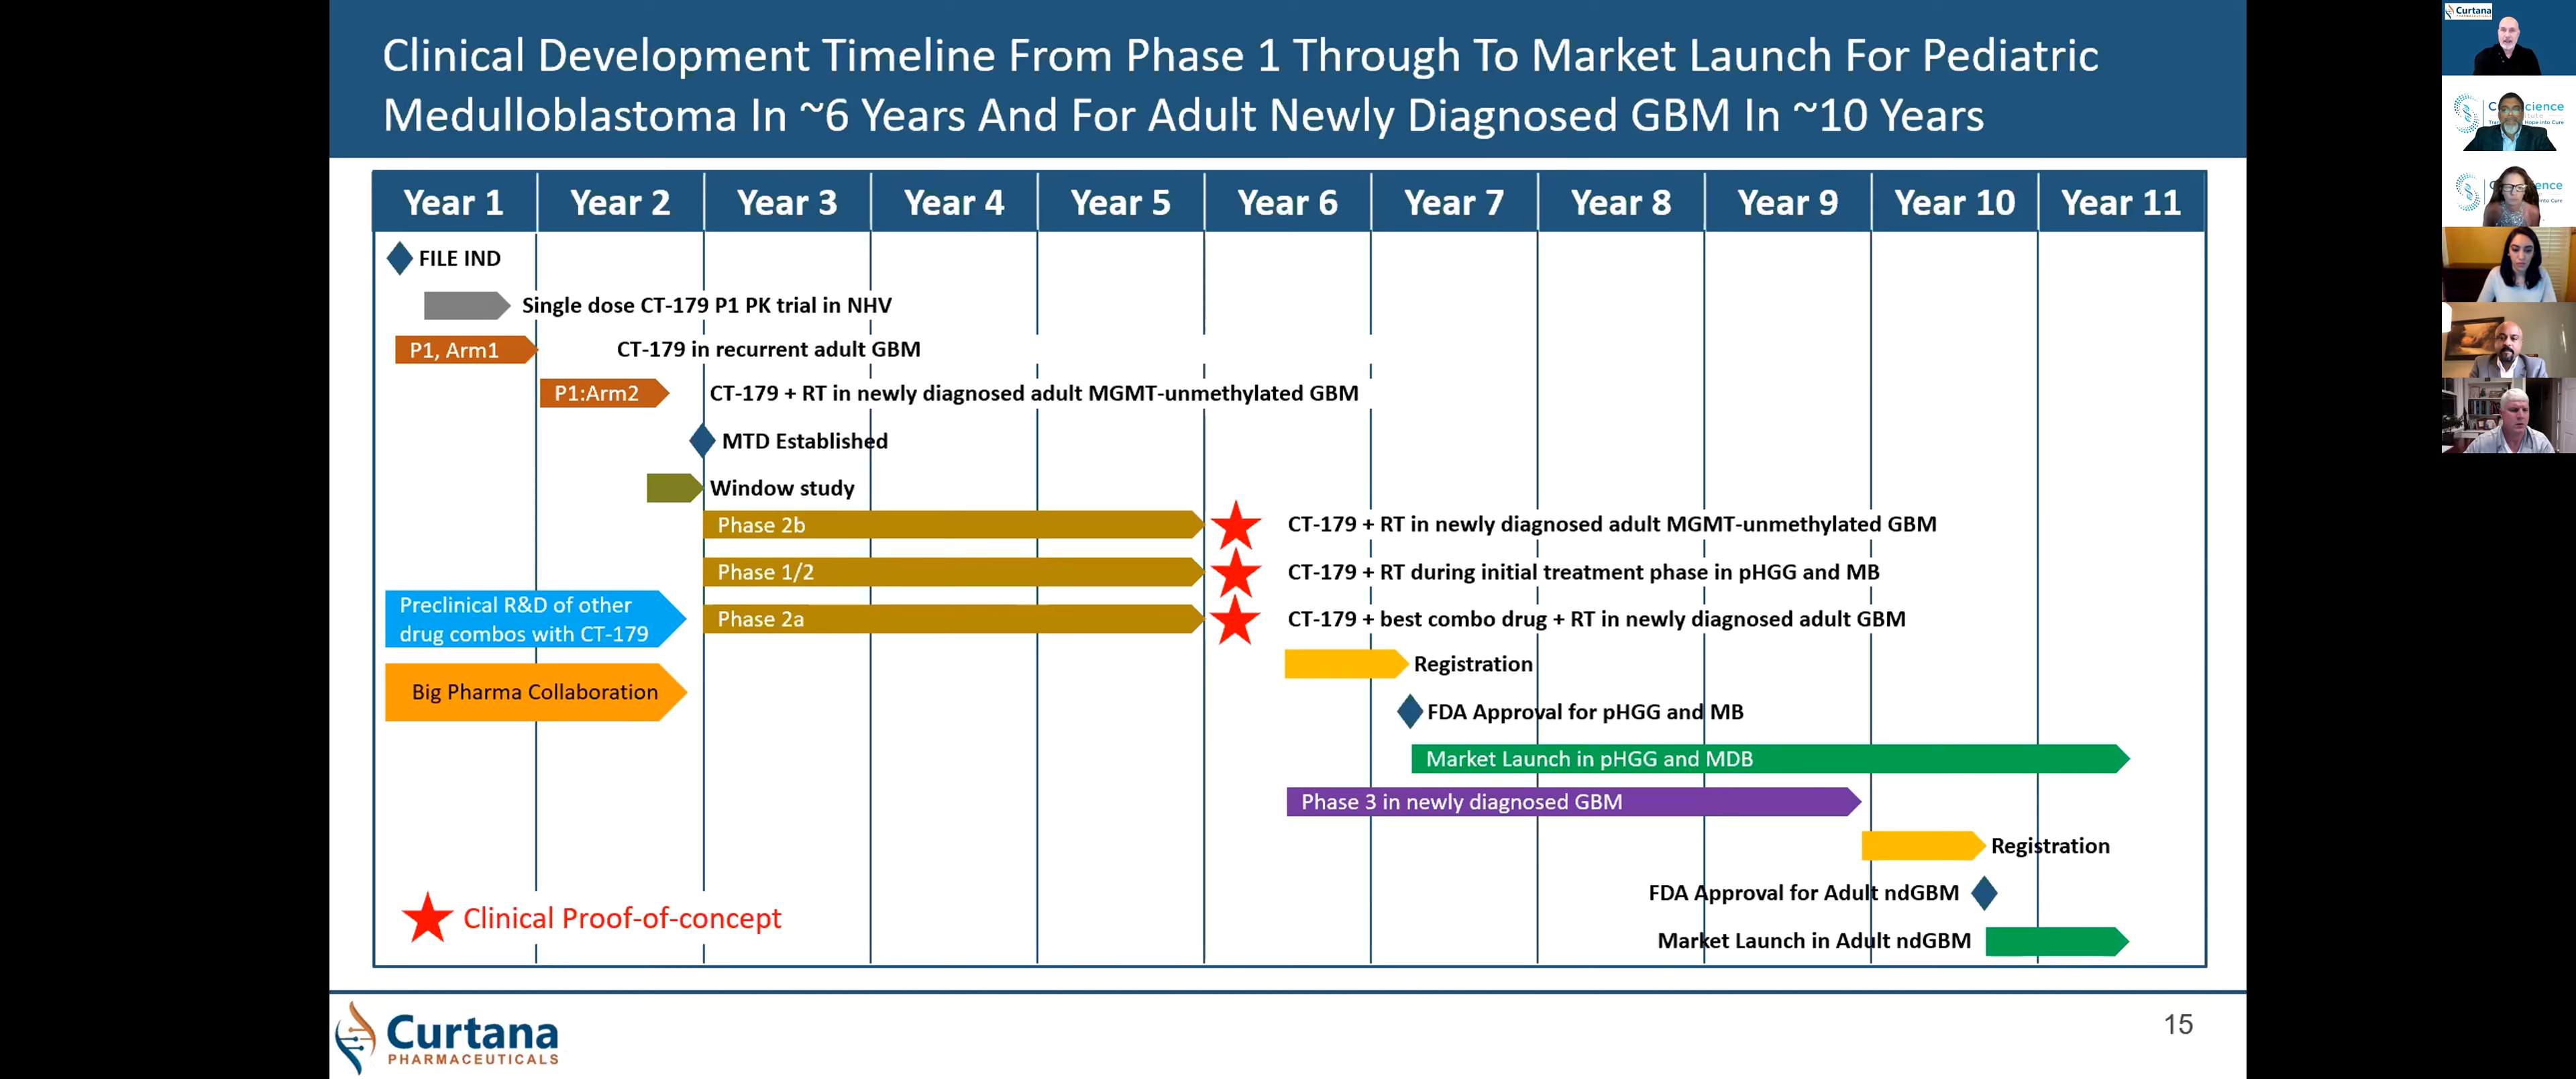 Clinical Development Timeline From Phase 1 Through To Market Launch For Pediatric
Medulloblastoma In ~6 Years And For Adult Newly Diagnosed GBM In ~10 Years
Year 1
Year 2
Year 3
Year 4
Year 5
Year 6
Year 7
Year 8
Year 9
Year 10
Year 11
FILE IND
Single dose CT-179 P1 PK trial in NHV
P1, Arm1
CT-179 in recurrent adult GBM
P1:Arm2
CT-179 + RT in newly diagnosed adult MGMT-unmethylated GBM
MTD Established
Window study
Phase 2b
CT-179 + RT in newly diagnosed adult MGMT-unmethylated GBM
Phase 1/2
CT-179 + RT during initial treatment phase in pHGG and MB
Preclinical R&D of other
drug combos with CT-179
Phase 2a
CT-179 + best combo drug + RT in newly diagnosed adult GBM
Registration
Big Pharma Collaboration
FDA Approval for pHGG and MB
Market Launch in pHGG and MDB
Phase 3 in newly diagnosed GBM
Registration
FDA Approval for Adult ndGBM
Clinical Proof-of-concept
Market Launch in Adult ndGBM
Curtana
PHARMACEUTICALS
15
Curtana